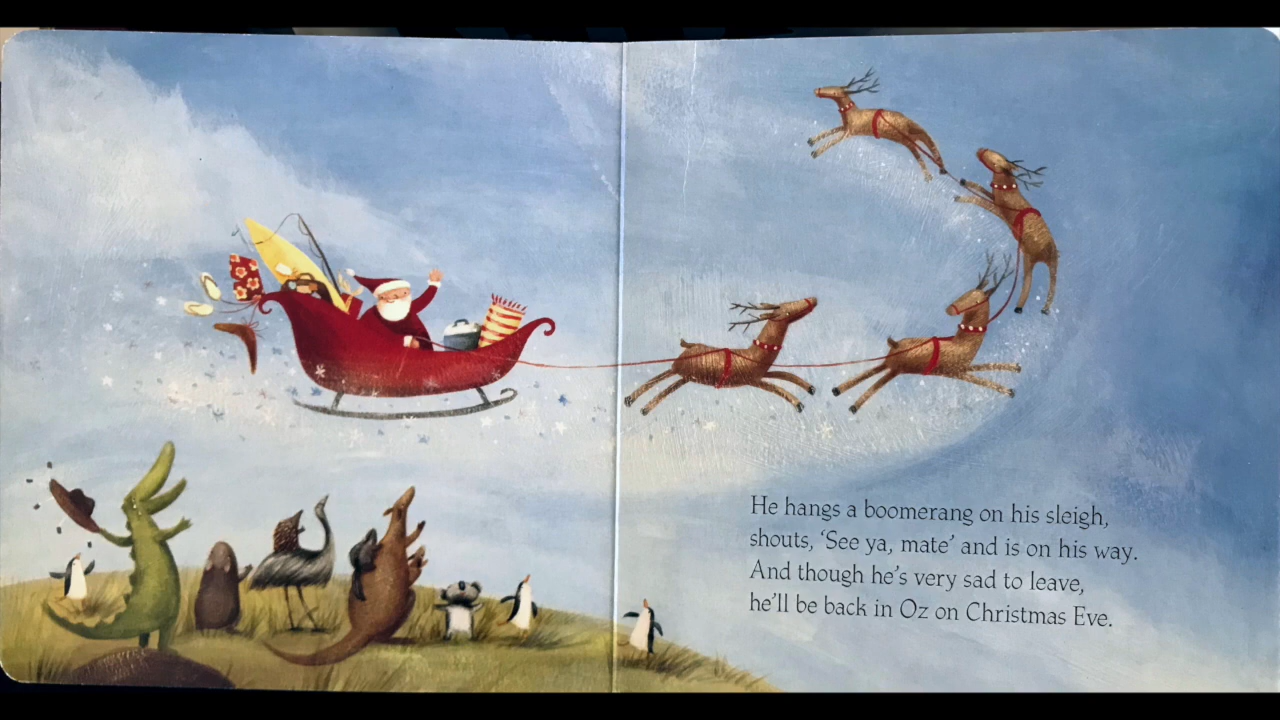 He hangs a boomerang on his sleigh,
shouts, ‘See ya, mate’ and is on his way.
And though he's very sad to leave,
he'll be back in Oz on Christmas Eve.